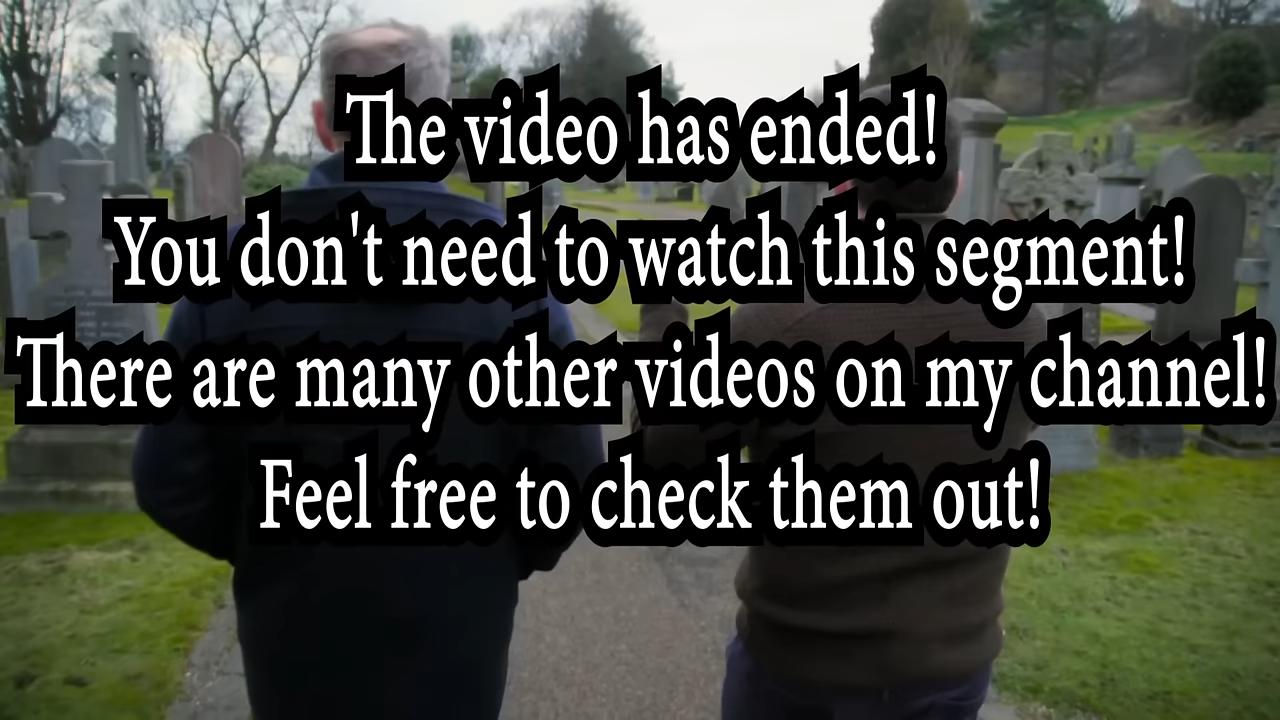 The video has ended!
You don't need to watch this segment!
There are many other videos on my channel!
Feel free to check them out!